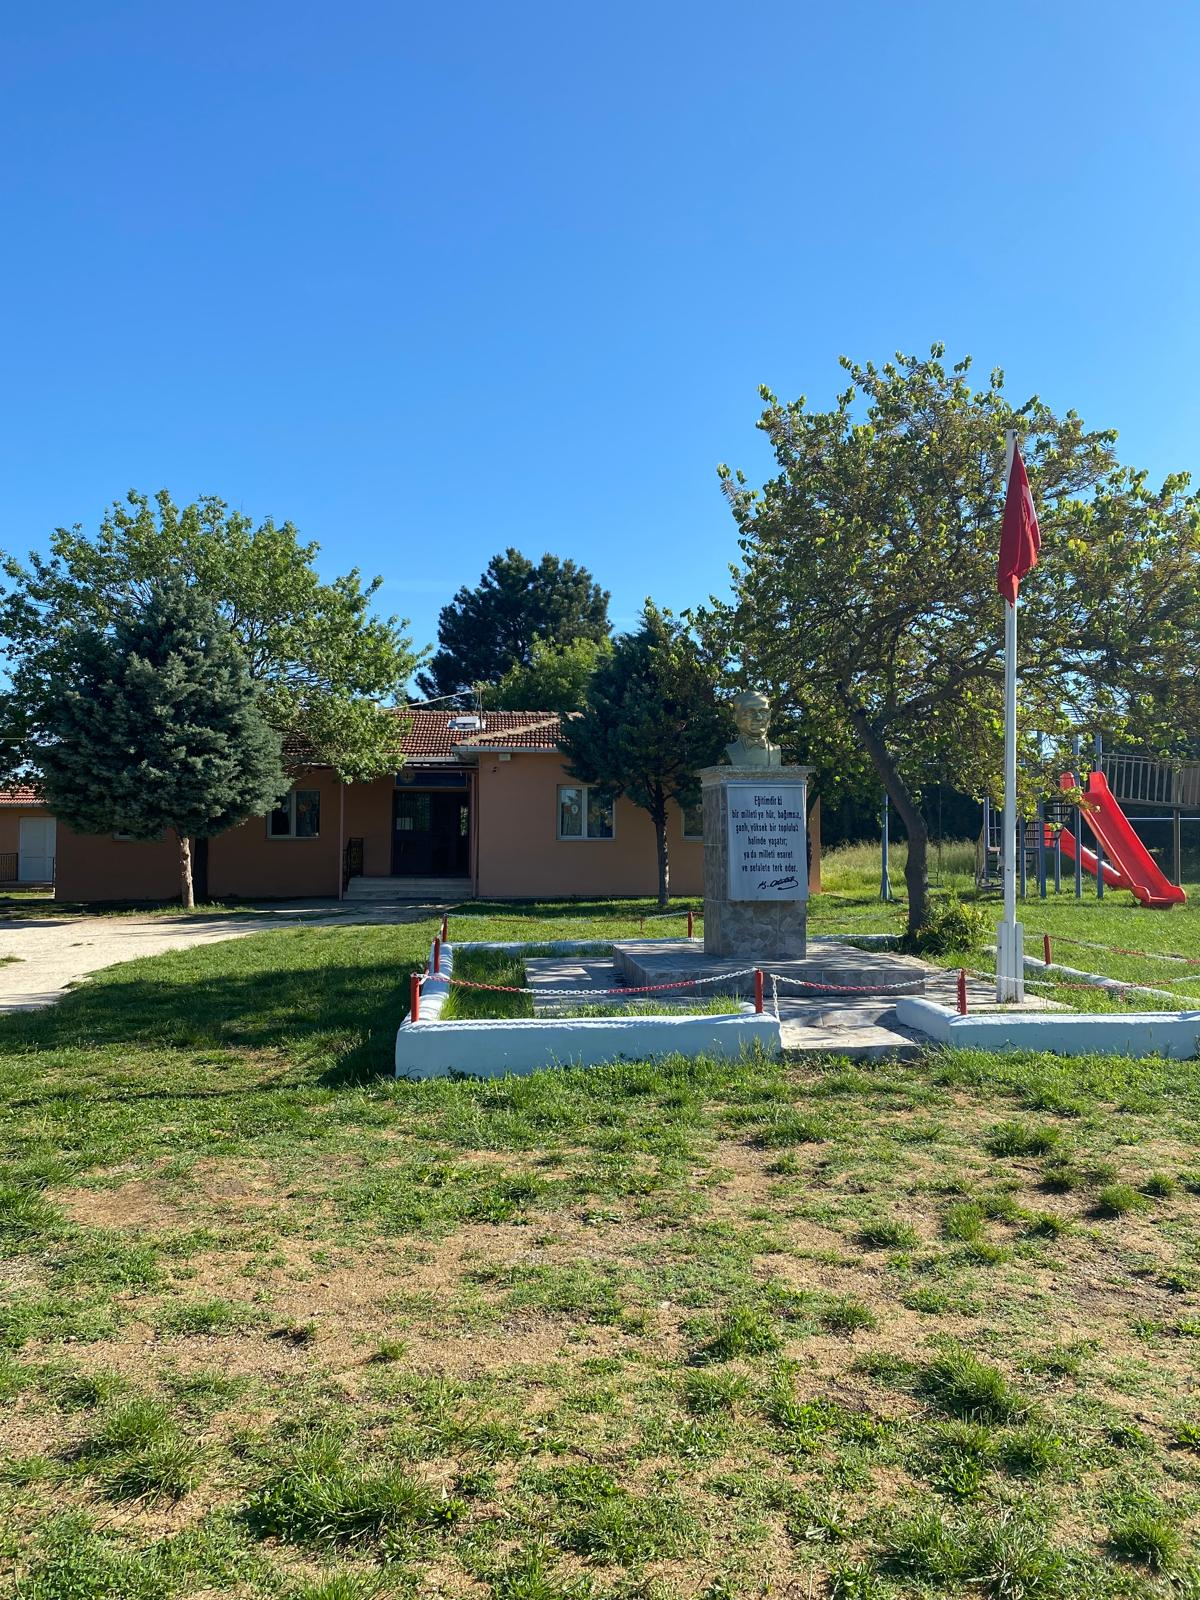 Eğitimdir ki
bir milleti ya hür, bağımsız,
şanlı, yüksek bir topluluk
halinde yaşatır;
ya da milleti esaret
ve sefalete terk eder.
K. Atatürk